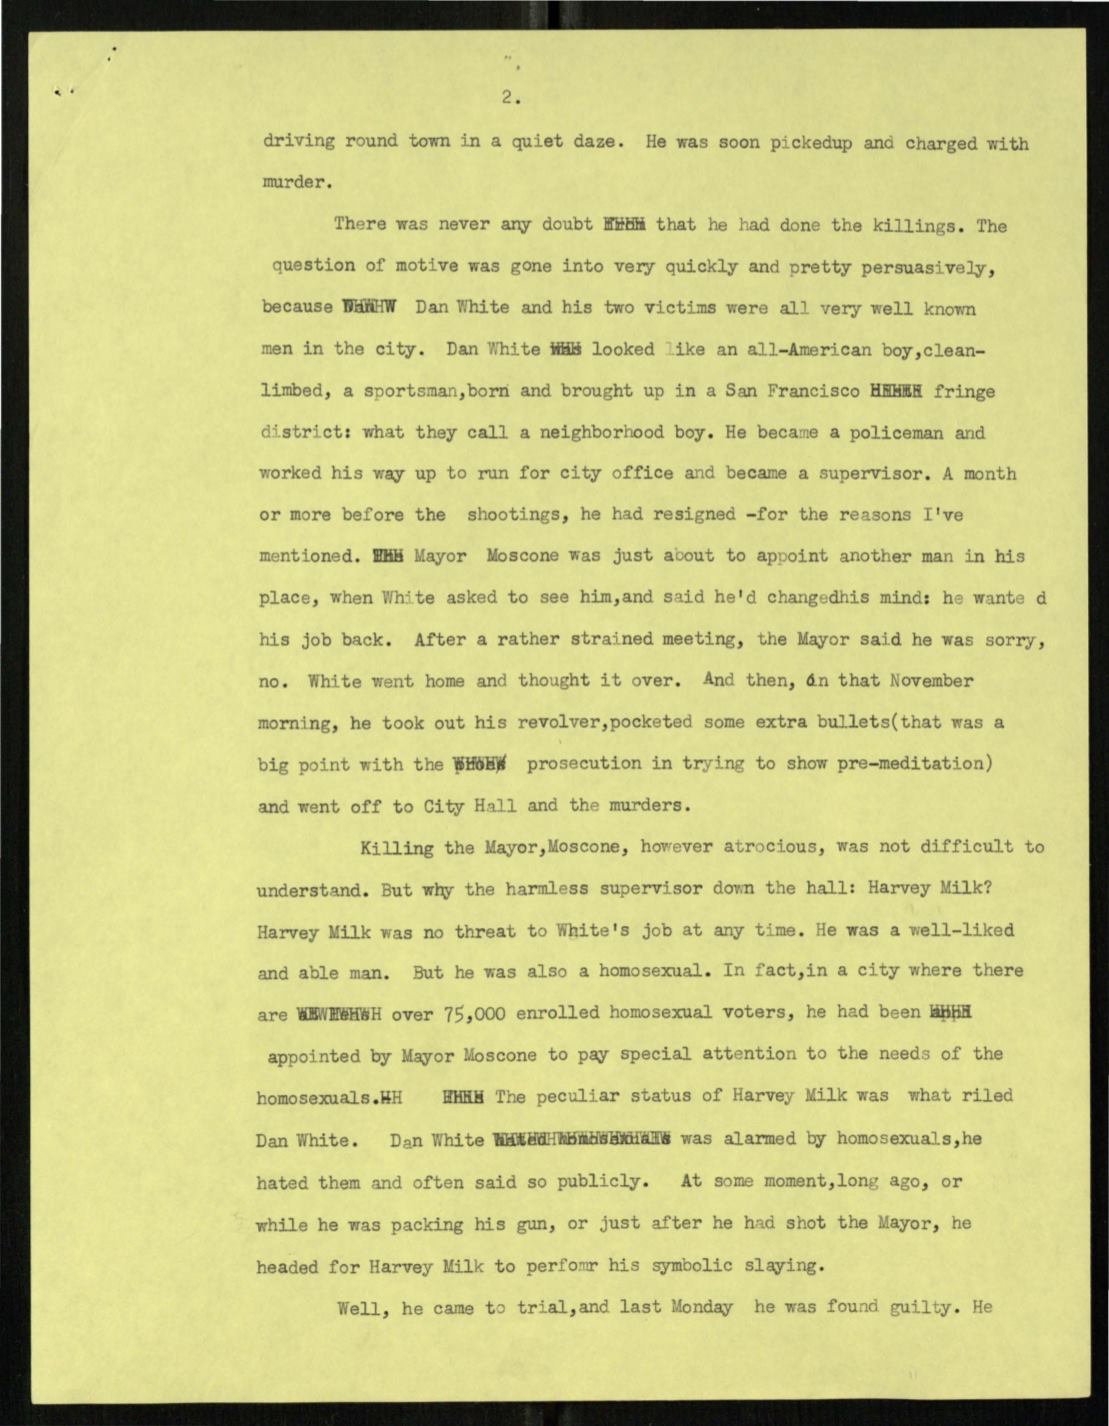 2.
driving round town in a quiet daze. He was soon pickedup and charged with
murder.
There was never any doubt that he had done the killings. The
question of motive was gone into very quickly and pretty persuasively,
because Dan White and his two victims were all very well known
men in the city. Dan White looked like an all-American boy,clean-
limbed, a sportsman,born and brought up in a San Francisco fringe
district: what they call a neighborhood boy. He became a policeman and
worked his way up to run for city office and became a supervisor. A month
or more before the shootings, he had resigned -for the reasons I've
mentioned. Mayor Moscone was just about to appoint another man in his
place, when White asked to see him,and said he'd changedhis mind: he wante d
his job back. After a rather strained meeting, the Mayor said he was sorry,
no. White went home and thought it over. And then, on that November
morning, he took out his revolver,pocketed some extra bullets(that was a
big point with the prosecution in trying to show pre-meditation)
and went off to City Hall and the murders.
Killing the Mayor,Moscone, however atrocious, was not difficult to
understand. But why the harmless supervisor down the hall: Harvey Milk?
Harvey Milk was no threat to White's job at any time. He was a well-liked
and able man. But he was also a homosexual. In fact,in a city where there
are over 75,000 enrolled homosexual voters, he had been
appointed by Mayor Moscone to pay special attention to the needs of the
homosexuals. The peculiar status of Harvey Milk was what riled
Dan White. Dan White was alarmed by homosexuals,he
hated them and often said so publicly. At some moment,long ago, or
while he was packing his gun, or just after he had shot the Mayor, he
headed for Harvey Milk to perfomr his symbolic slaying.
Well, he came to trial,and last Monday he was found guilty. He